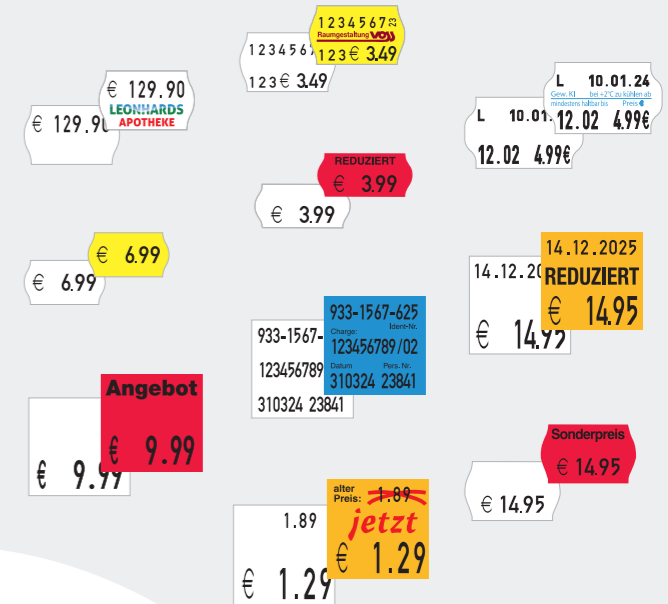 € 129.90
€ 129.90
LEONHARDS
APOTHEKE
1234567
123€ 3.49
1234567 23
Raumgestaltung VOSS
123€ 3.49
L 10.01.
12.02 4.99€
L 10.01.24
Gew. Kl bei +2°C zu kühlen ab
mindestens haltbar bis Preis €
12.02 4.99€
€ 3.99
REDUZIERT
€ 3.99
€ 6.99
€ 6.99
14.12.20
€ 14.95
14.12.2025
REDUZIERT
€ 14.95
933-1567-
123456789
310324 23841
933-1567-625
Charge: Ident-Nr.
123456789/02
Datum Pers. Nr.
310324 23841
€ 9.99
Angebot
€ 9.99
€ 14.95
Sonderpreis
€ 14.95
1.89
€ 1.29
alter
Preis: 1.89
jetzt
€ 1.29